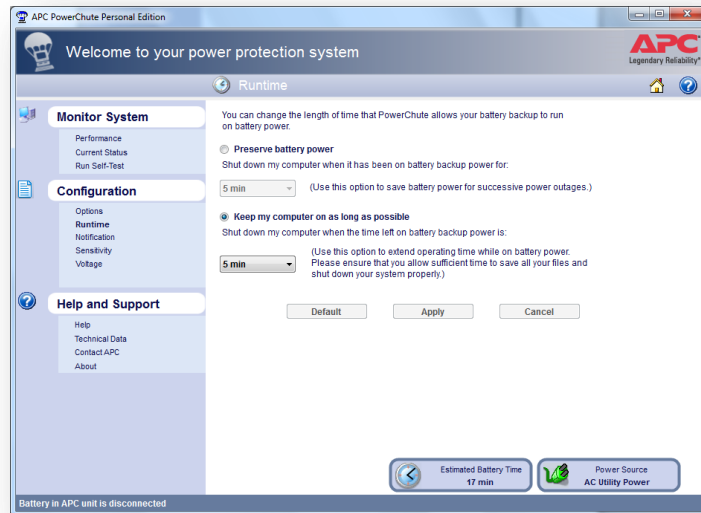 APC PowerChute Personal Edition
Welcome to your power protection system
APC
Legendary Reliability®
Runtime
Monitor System
Performance
Current Status
Run Self-Test
Configuration
Options
Runtime
Notification
Sensitivity
Voltage
Help and Support
Help
Technical Data
Contact APC
About
You can change the length of time that PowerChute allows your battery backup to run
on battery power.
Preserve battery power
Shut down my computer when it has been on battery backup power for:
5 min
(Use this option to save battery power for successive power outages.)
Keep my computer on as long as possible
Shut down my computer when the time left on battery backup power is:
5 min
(Use this option to extend operating time while on battery power.
Please ensure that you allow sufficient time to save all your files and
shut down your system properly.)
Default
Apply
Cancel
Estimated Battery Time
17 min
Power Source
AC Utility Power
Battery in APC unit is disconnected